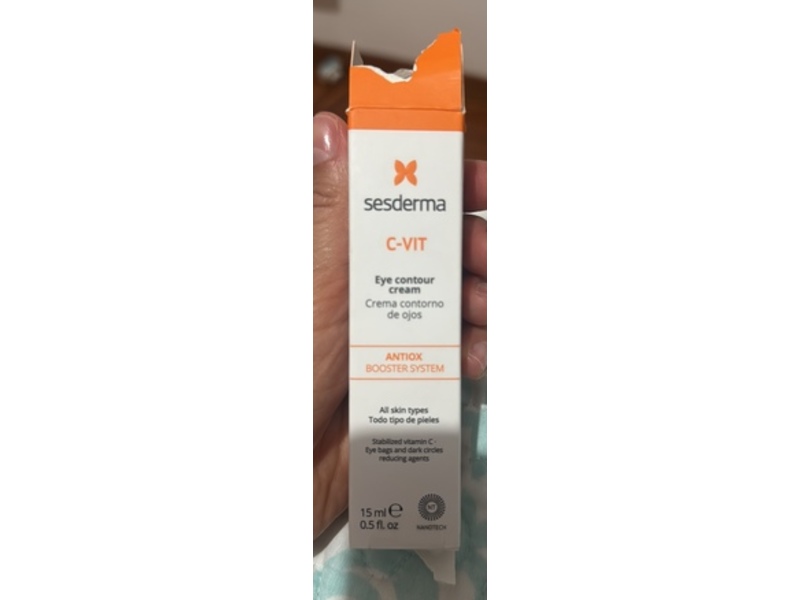 sesderma
C-VIT
Eye contour
cream
Crema contorno
de ojos
ANTIOX
BOOSTER SYSTEM
All skin types
Todo tipo de pieles
Stabilized vitamin C -
Eye bags and dark circles
reducing agents
15 ml ℮
0.5 fl. oz
NT
NANOTECH